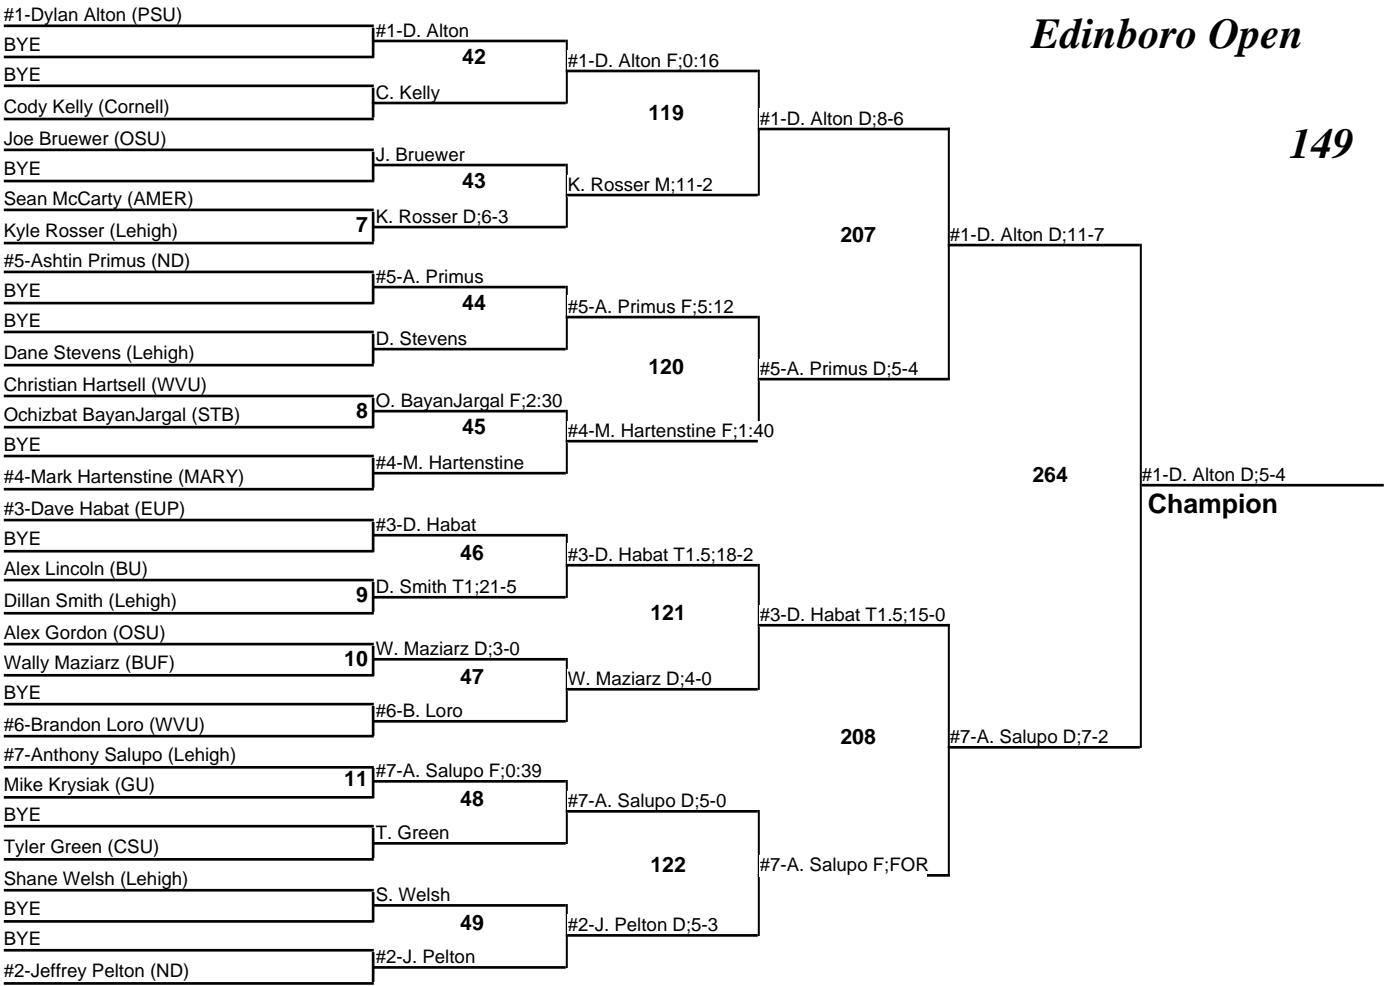 Edinboro Open
149
#1-Dylan Alton (PSU)
BYE
BYE
Cody Kelly (Cornell)
Joe Bruewer (OSU)
BYE
Sean McCarty (AMER)
Kyle Rosser (Lehigh)
7
#5-Ashtin Primus (ND)
BYE
BYE
Dane Stevens (Lehigh)
Christian Hartsell (WVU)
Ochizbat BayanJargal (STB)
8
BYE
#4-Mark Hartenstine (MARY)
#3-Dave Habat (EUP)
BYE
Alex Lincoln (BU)
Dillan Smith (Lehigh)
9
Alex Gordon (OSU)
Wally Maziarz (BUF)
10
BYE
#6-Brandon Loro (WVU)
#7-Anthony Salupo (Lehigh)
Mike Krysiak (GU)
11
BYE
Tyler Green (CSU)
Shane Welsh (Lehigh)
BYE
BYE
#2-Jeffrey Pelton (ND)
#1-D. Alton
42
C. Kelly
J. Bruewer
43
K. Rosser D;6-3
#5-A. Primus
44
D. Stevens
O. BayanJargal F;2:30
45
#4-M. Hartenstine
#3-D. Habat
46
D. Smith T1;21-5
W. Maziarz D;3-0
47
#6-B. Loro
#7-A. Salupo F;0:39
48
T. Green
S. Welsh
49
#2-J. Pelton
#1-D. Alton F;0:16
119
K. Rosser M;11-2
#5-A. Primus F;5:12
120
#4-M. Hartenstine F;1:40
#3-D. Habat T1.5;18-2
121
W. Maziarz D;4-0
#7-A. Salupo D;5-0
122
#2-J. Pelton D;5-3
#1-D. Alton D;8-6
207
#5-A. Primus D;5-4
#3-D. Habat T1.5;15-0
208
#7-A. Salupo F;FOR
#1-D. Alton D;11-7
264
#7-A. Salupo D;7-2
#1-D. Alton D;5-4
Champion